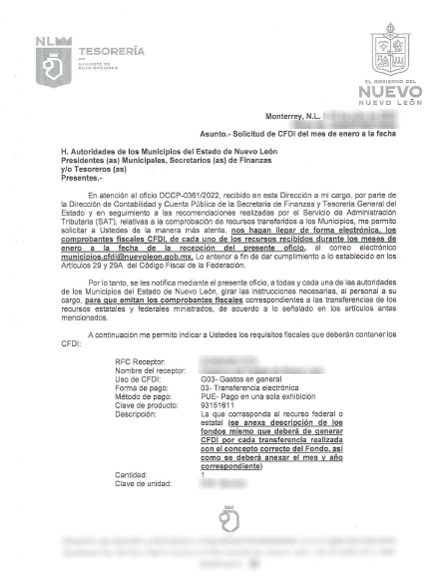 NL
TESORERÍA
GABINETE DE
BUEN GOBIERNO
EL GOBIERNO DEL
NUEVO
NUEVO LEÓN
Monterrey, N.L.
Asunto.- Solicitud de CFDI del mes de enero a la fecha
H. Autoridades de los Municipios del Estado de Nuevo León
Presidentes (as) Municipales, Secretarios (as) de Finanzas
y/o Tesoreros (as)
Presentes.-
En atención al oficio DCCP-0361/2022, recibido en esta Dirección a mi cargo, por parte de
la Dirección de Contabilidad y Cuenta Pública de la Secretaría de Finanzas y Tesorería General del
Estado y en seguimiento a las recomendaciones realizadas por el Servicio de Administración
Tributaria (SAT), relativas a la comprobación de recursos transferidos a los Municipios, me permito
solicitar a Ustedes de la manera más atenta, nos hagan llegar de forma electrónica, los
comprobantes fiscales CFDI, de cada uno de los recursos recibidos durante los meses de
enero a la fecha de la recepción del presente oficio, al correo electrónico
municipios.cfdi@nuevoleon.gob.mx. Lo anterior a fin de dar cumplimiento a lo establecido en los
Artículos 29 y 29A del Código Fiscal de la Federación.
Por lo tanto, se les notifica mediante el presente oficio, a todas y cada una de las autoridades
de los Municipios del Estado de Nuevo León, girar las instrucciones necesarias, al personal a su
cargo, para que emitan los comprobantes fiscales correspondientes a las transferencias de los
recursos estatales y federales ministrados, de acuerdo a lo señalado en los artículos antes
mencionados.
A continuación me permito indicar a Ustedes los requisitos fiscales que deberán contener los
CFDI:
RFC Receptor:
Nombre del receptor:
Uso de CFDI: G03- Gastos en general
Forma de pago: 03- Transferencia electrónica
Método de pago: PUE- Pago en una sola exhibición
Clave de producto: 93151611
Descripción: La que corresponda al recurso federal o
estatal (se anexa descripción de los
fondos mismo que deberá de generar
CFDI por cada transferencia realizada
con el concepto correcto del Fondo, así
como se deberá anexar el mes y año
correspondiente)
Cantidad: 1
Clave de unidad: